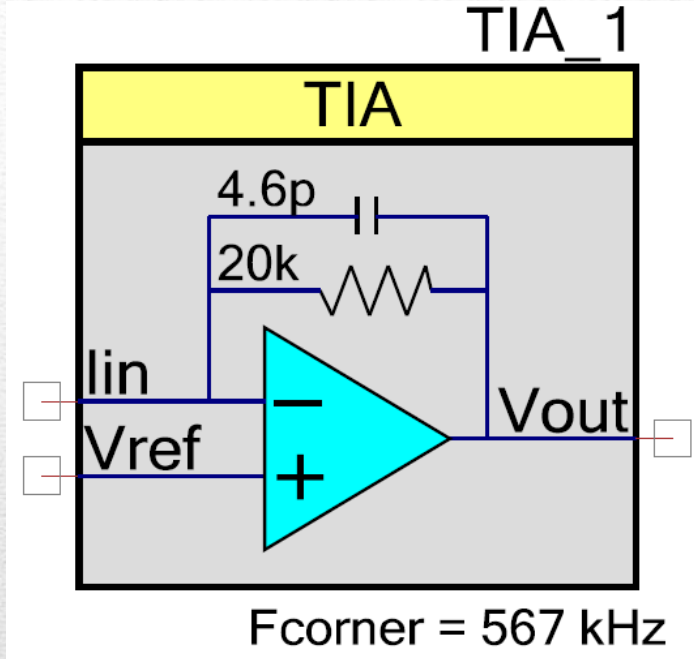 TIA_1
TIA
4.6p
20k
Iin
Vref
Vout
Fcorner = 567 kHz